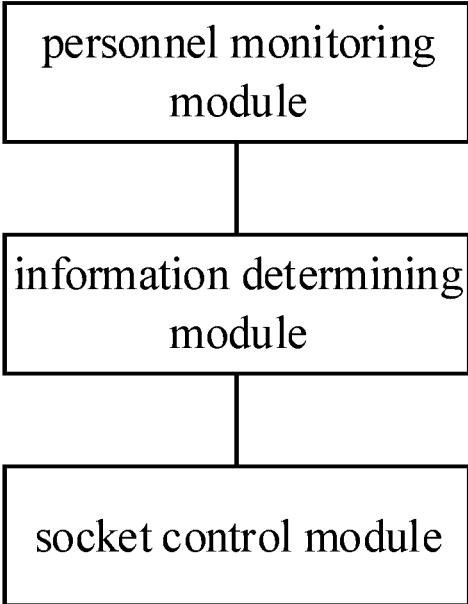 personnel monitoring
module
information determining
module
socket control module